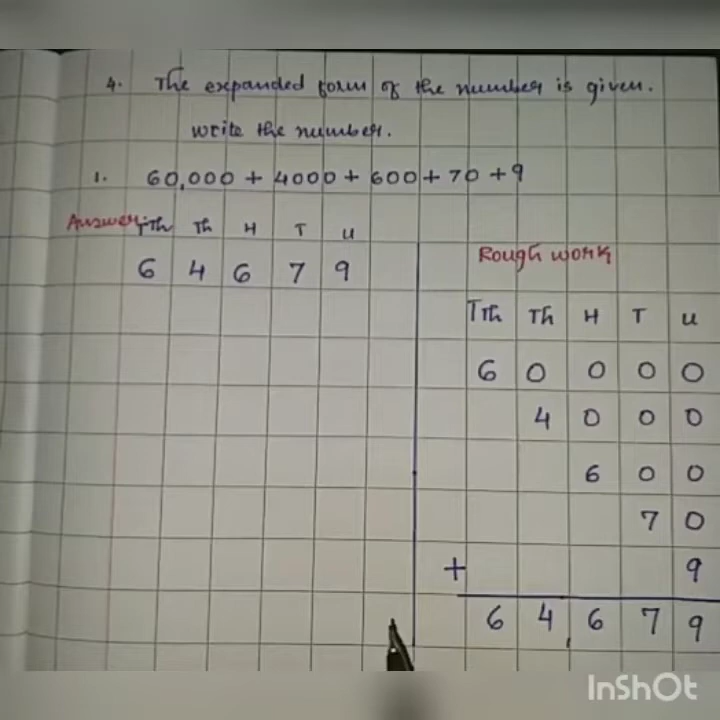 4. The expanded form of the number is given.
Write the number.
1. 60,000 + 4000 + 600 + 70 + 9
Answer:
Tth Th H T U
6 4 6 7 9
Rough work
Tth Th H T U
6 0 0 0 0
4 0 0 0
6 0 0
7 0
+ 9
6 4, 6 7 9
InShOt